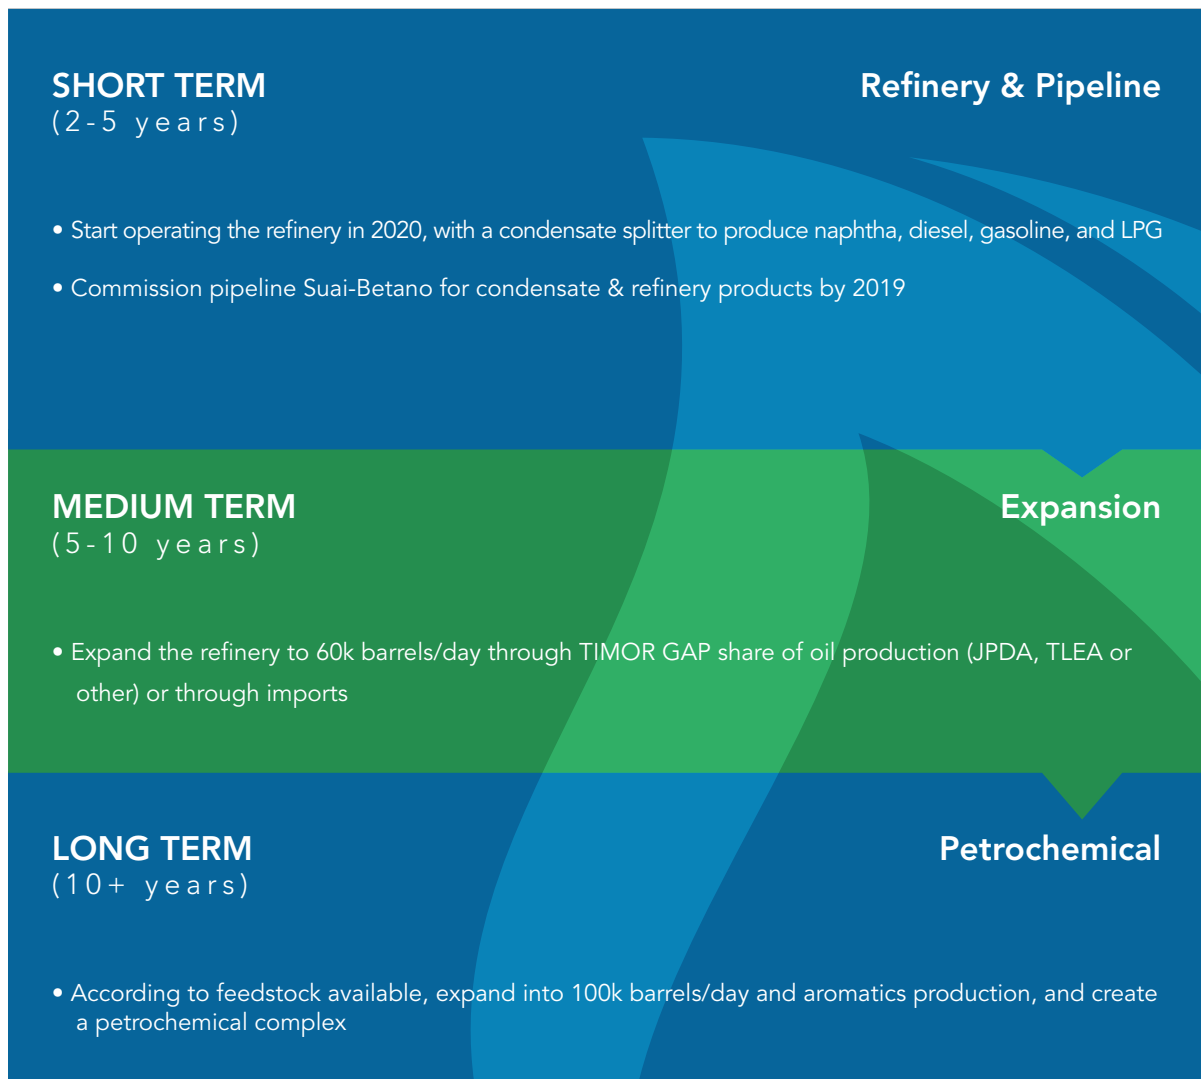 SHORT TERM
Refinery & Pipeline
(2-5 years)
• Start operating the refinery in 2020, with a condensate splitter to produce naphtha, diesel, gasoline, and LPG
• Commission pipeline Suai-Betano for condensate & refinery products by 2019
MEDIUM TERM
Expansion
(5-10 years)
• Expand the refinery to 60k barrels/day through TIMOR GAP share of oil production (JPDA, TLEA or
other) or through imports
LONG TERM
Petrochemical
(10+ years)
• According to feedstock available, expand into 100k barrels/day and aromatics production, and create
a petrochemical complex